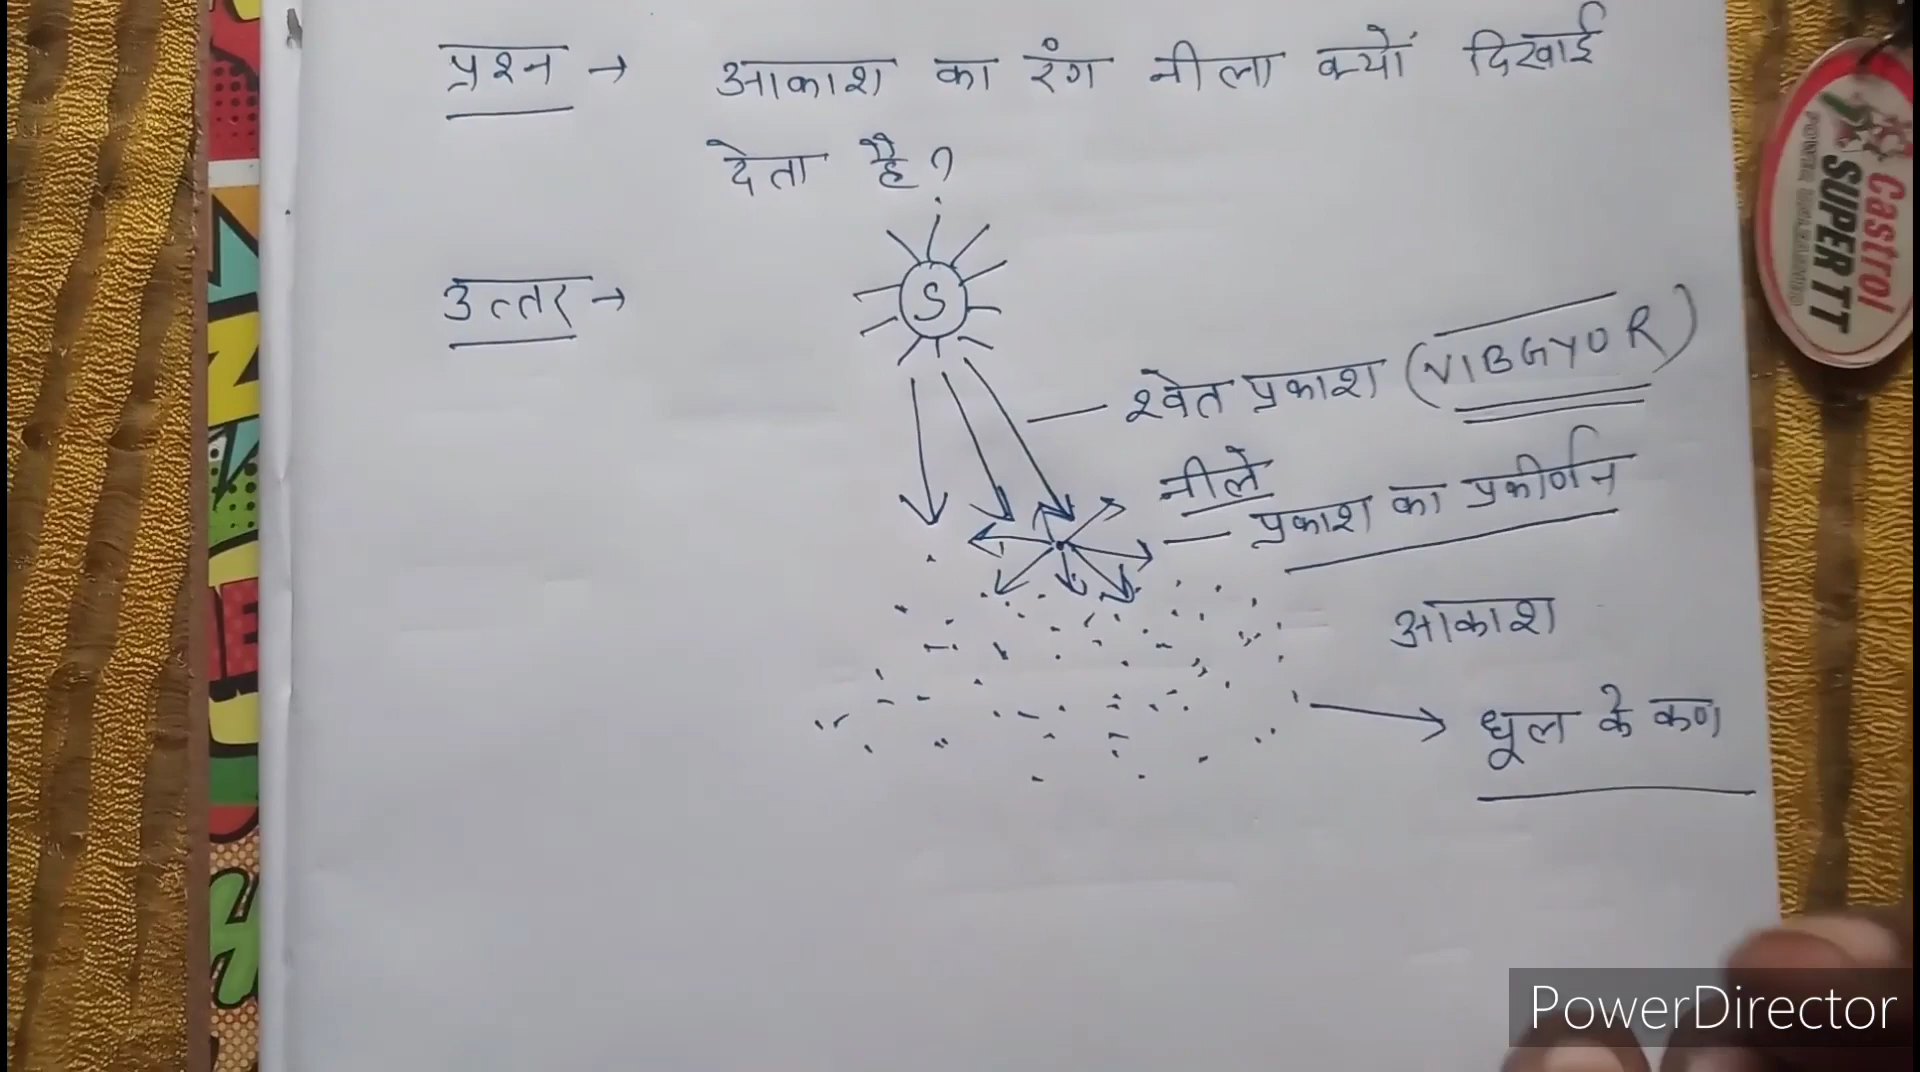 प्रश्न → आकाश का रंग नीला क्यों दिखाई
देता है?
उत्तर →
S
श्वेत प्रकाश (VIBGYOR)
नीले
प्रकाश का प्रकीर्णन
आकाश
धूल के कण
Castrol
SUPER TT
PowerDirector